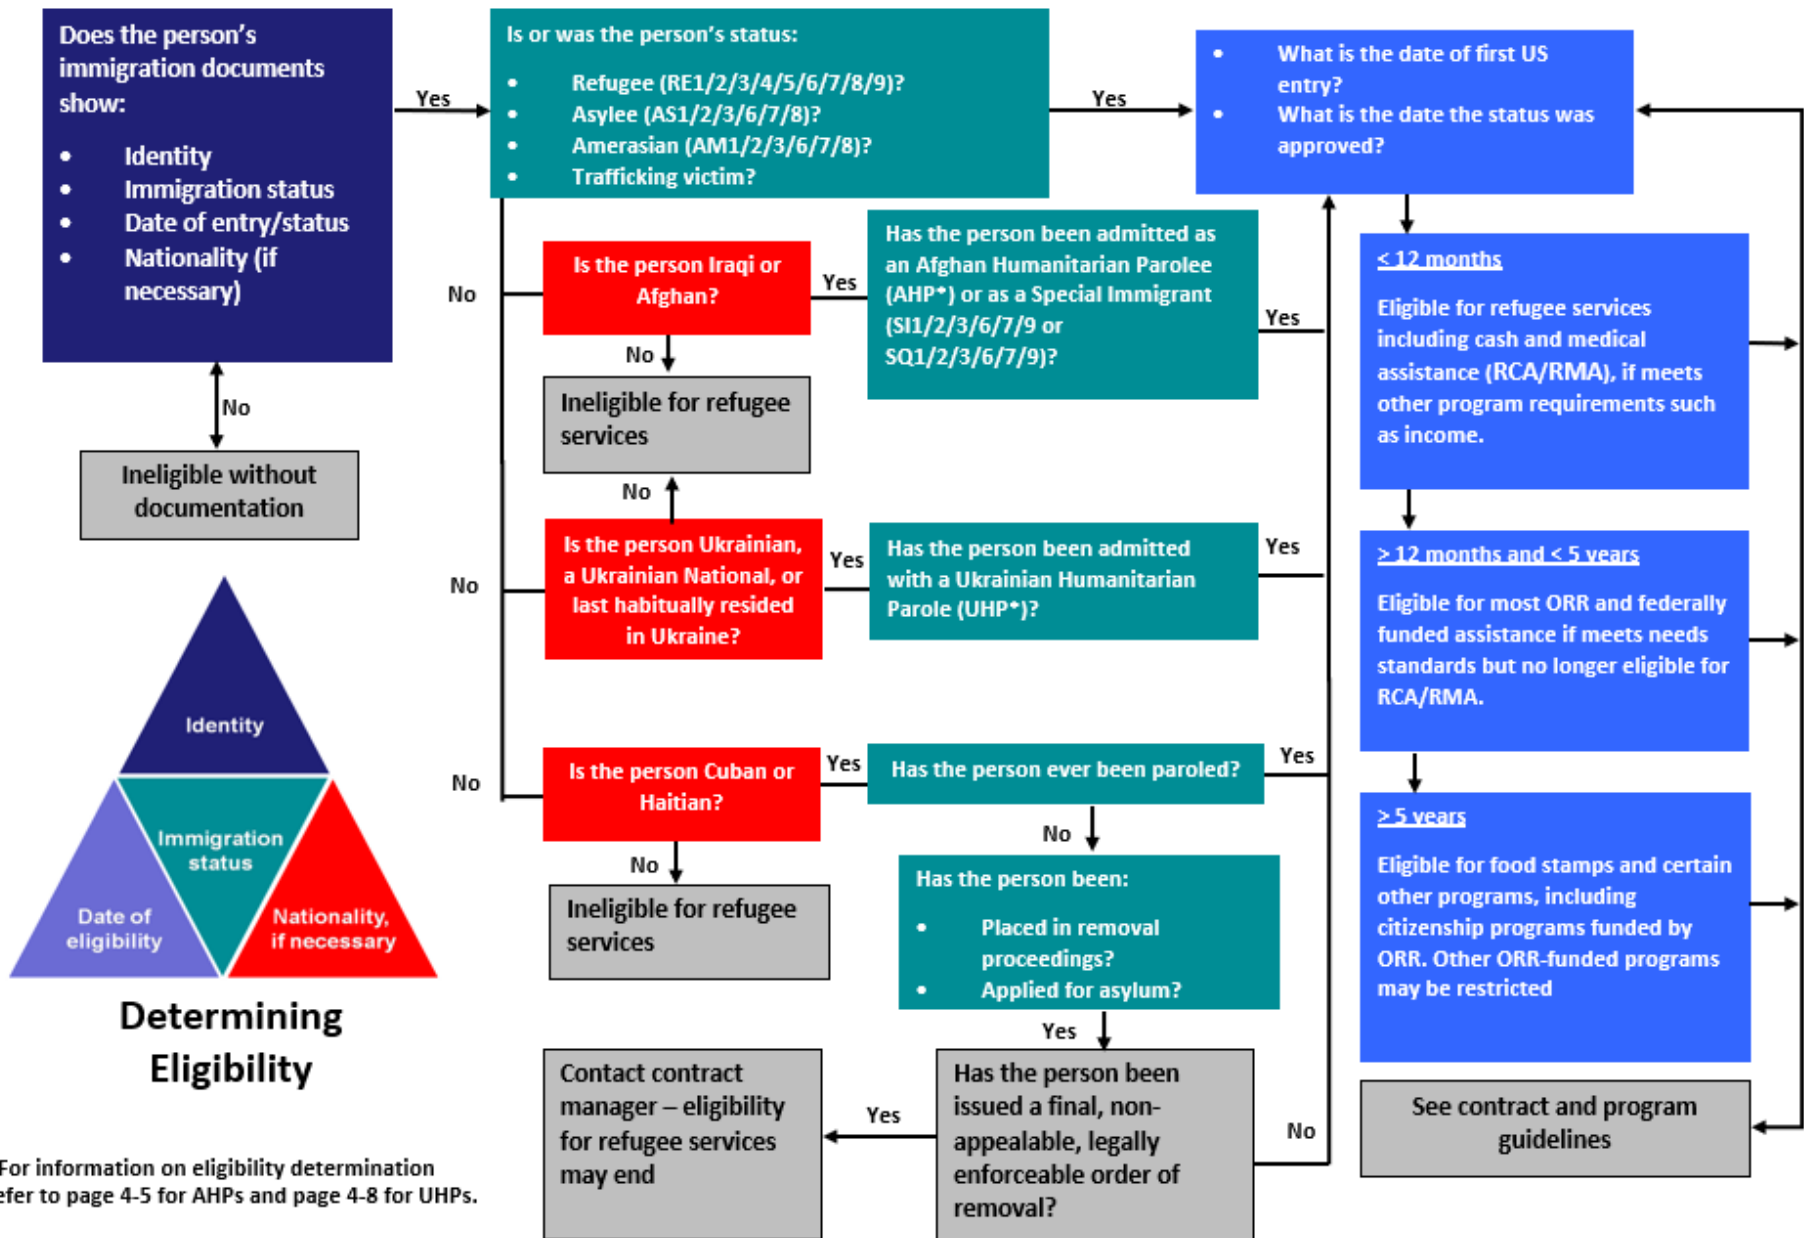 Does the person's
immigration documents
show:
• Identity
• Immigration status
• Date of entry/status
• Nationality (if
necessary)
Yes
No
Ineligible without
documentation
Is or was the person's status:
• Refugee (RE1/2/3/4/5/6/7/8/9)?
• Asylee (AS1/2/3/6/7/8)?
• Amerasian (AM1/2/3/6/7/8)?
• Trafficking victim?
Yes
No
Is the person Iraqi or
Afghan?
Yes
Has the person been admitted as
an Afghan Humanitarian Parolee
(AHP*) or as a Special Immigrant
(SI1/2/3/6/7/9 or
SQ1/2/3/6/7/9)?
Yes
No
Ineligible for refugee
services
No
No
Is the person Ukrainian,
a Ukrainian National, or
last habitually resided
in Ukraine?
Yes
Has the person been admitted
with a Ukrainian Humanitarian
Parole (UHP*)?
Yes
No
Is the person Cuban or
Haitian?
Yes
Has the person ever been paroled?
Yes
No
Ineligible for refugee
services
No
Has the person been:
• Placed in removal
proceedings?
• Applied for asylum?
Yes
Has the person been
issued a final, non-
appealable, legally
enforceable order of
removal?
Yes
Contact contract
manager – eligibility
for refugee services
may end
No
• What is the date of first US
entry?
• What is the date the status was
approved?
< 12 months
Eligible for refugee services
including cash and medical
assistance (RCA/RMA), if meets
other program requirements such
as income.
> 12 months and < 5 years
Eligible for most ORR and federally
funded assistance if meets needs
standards but no longer eligible for
RCA/RMA.
> 5 years
Eligible for food stamps and certain
other programs, including
citizenship programs funded by
ORR. Other ORR-funded programs
may be restricted
See contract and program
guidelines
Identity
Immigration
status
Date of
eligibility
Nationality,
if necessary
Determining
Eligibility
For information on eligibility determination
efer to page 4-5 for AHPs and page 4-8 for UHPs.